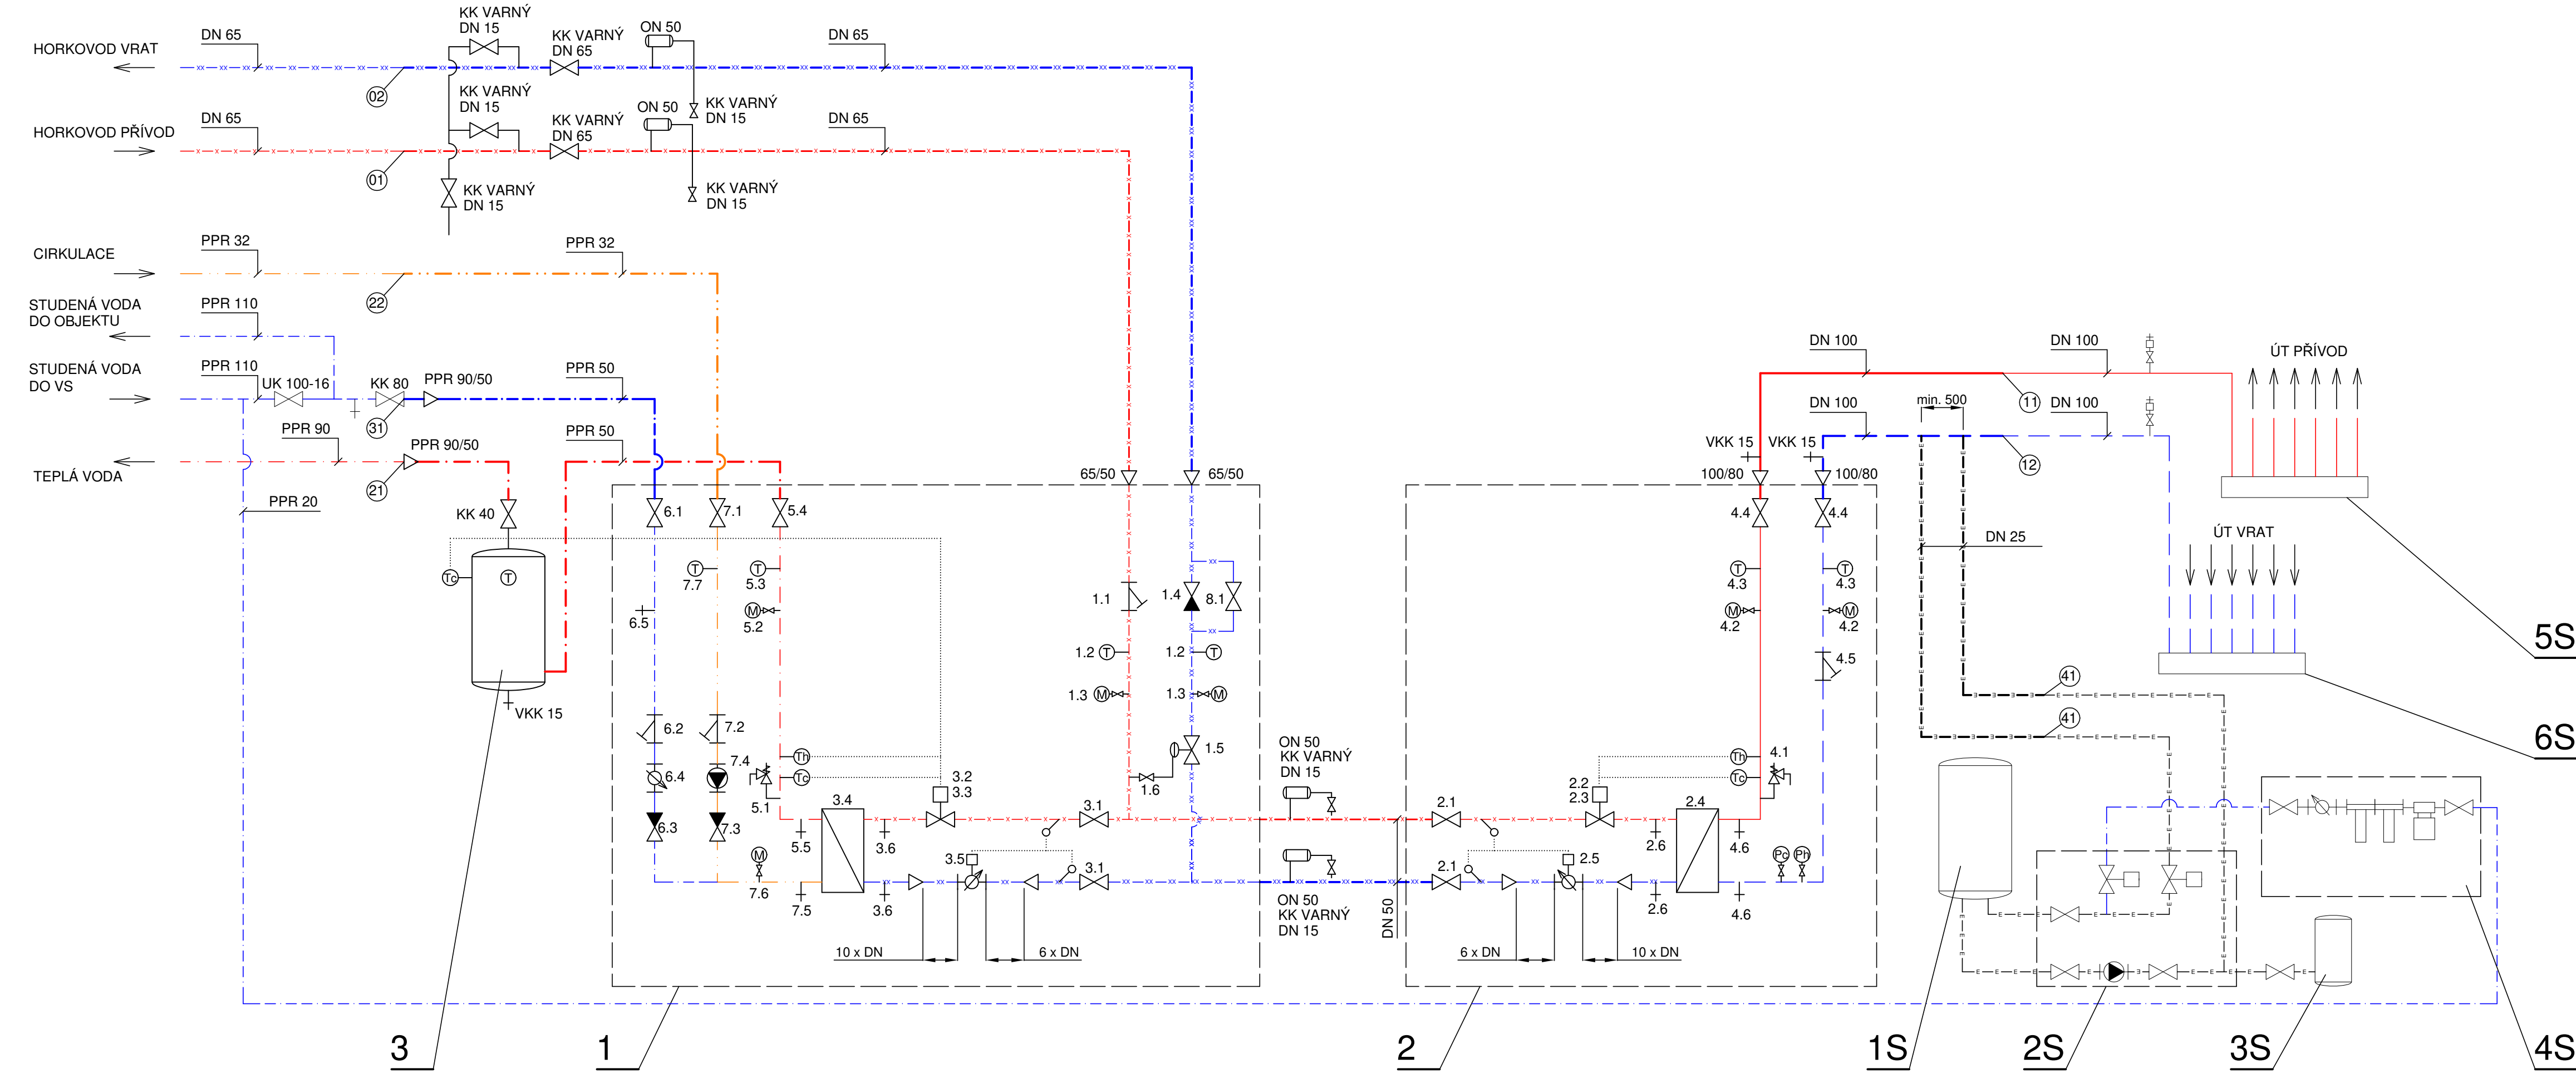 KK VARNÝ
DN 15
HORKOVOD VRAT
DN 65
KK VARNÝ
DN 65
ON 50
DN 65
02
KK VARNÝ
DN 15
KK VARNÝ
DN 15
HORKOVOD PŘÍVOD
DN 65
KK VARNÝ
DN 65
ON 50
DN 65
01
KK VARNÝ
DN 15
KK VARNÝ
DN 15
CIRKULACE
PPR 32
PPR 32
22
STUDENÁ VODA
DO OBJEKTU
PPR 110
STUDENÁ VODA
DO VS
PPR 110
UK 100-16
KK 80
PPR 90/50
PPR 50
31
PPR 90
PPR 90/50
PPR 50
TEPLÁ VODA
21
PPR 20
KK 40
Tc
T
VKK 15
3
65/50
65/50
6.1
7.1
5.4
T
7.7
T
5.3
M
5.2
6.5
1.1
1.4
8.1
1.2
T
1.2
T
1.3
M
1.3
M
6.2
7.2
7.4
6.4
Th
Tc
5.1
6.3
7.3
3.2
3.3
1.5
1.6
3.4
3.1
5.5
3.6
M
7.6
7.5
3.6
3.5
3.1
10 x DN
6 x DN
1
ON 50
KK VARNÝ
DN 15
ON 50
KK VARNÝ
DN 15
DN 50
VKK 15
VKK 15
100/80
100/80
4.4
4.4
T
4.3
T
4.3
M
4.2
M
4.2
4.5
Th
Tc
4.1
2.2
2.3
2.1
2.4
2.6
4.6
2.1
2.5
2.6
4.6
Pc
Ph
6 x DN
10 x DN
2
DN 100
DN 100
11
ÚT PŘÍVOD
min. 500
DN 100
DN 100
12
DN 25
ÚT VRAT
5S
41
41
6S
1S
2S
3S
4S